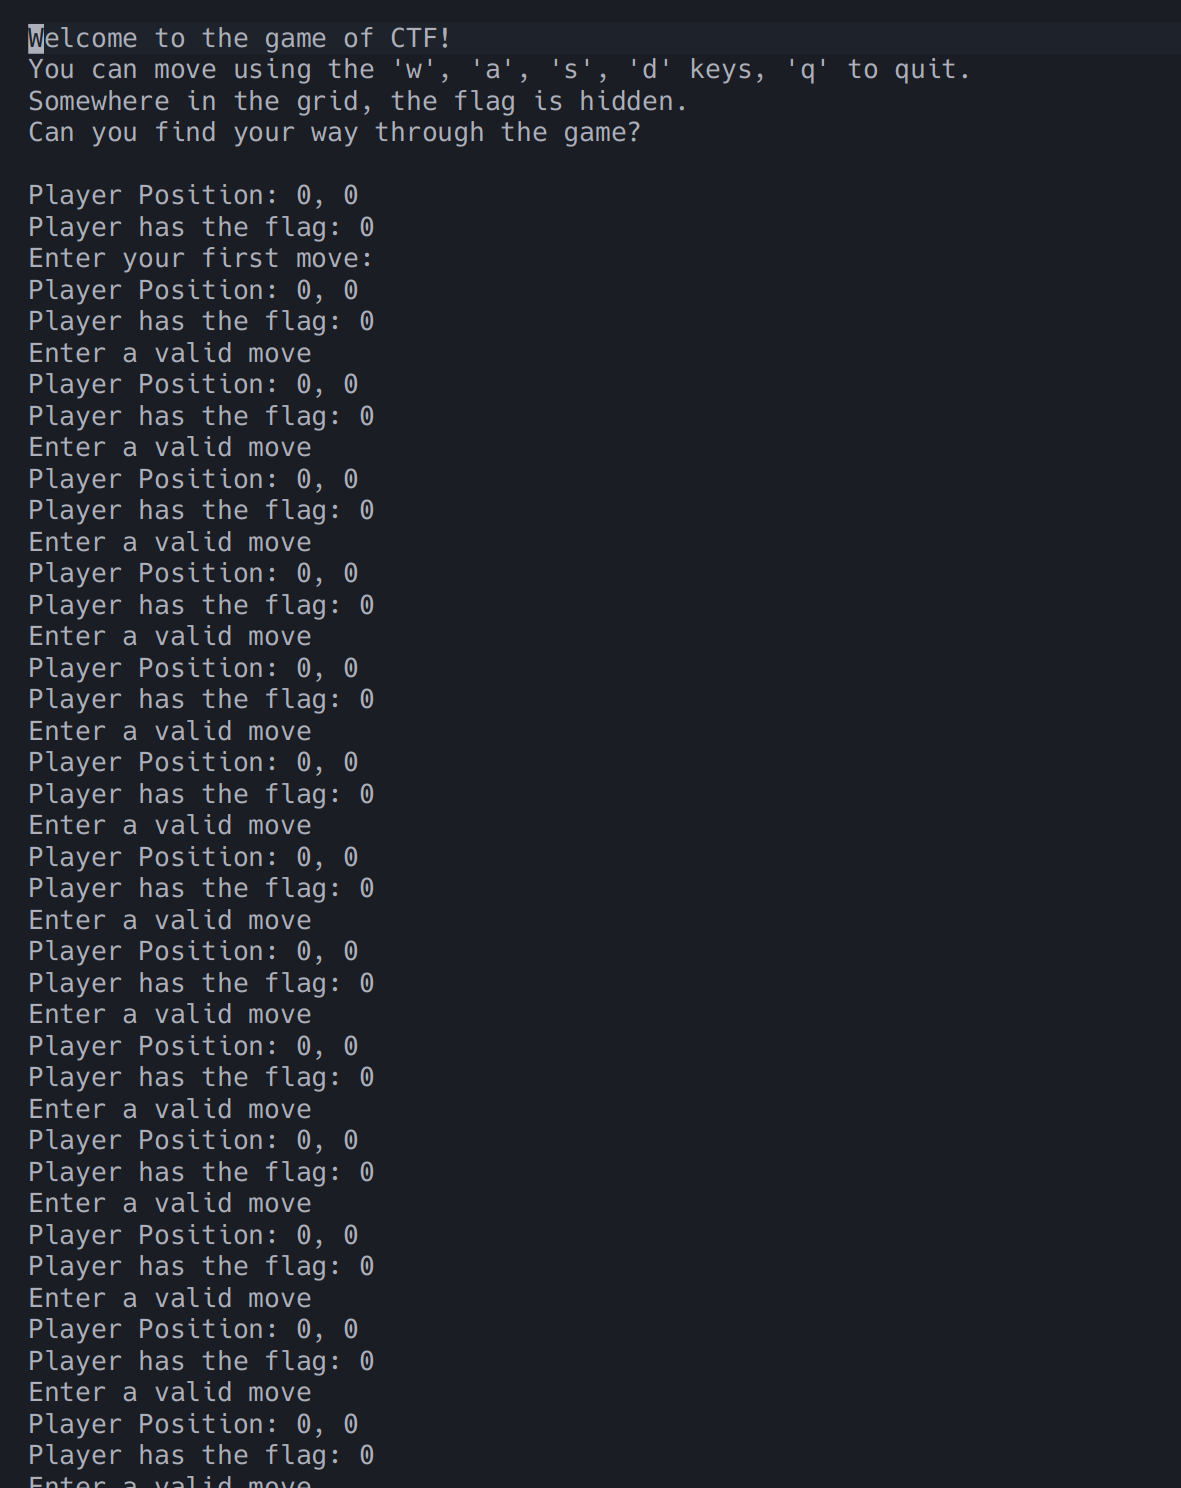 Welcome to the game of CTF!
You can move using the 'w', 'a', 's', 'd' keys, 'q' to quit.
Somewhere in the grid, the flag is hidden.
Can you find your way through the game?

Player Position: 0, 0
Player has the flag: 0
Enter your first move:
Player Position: 0, 0
Player has the flag: 0
Enter a valid move
Player Position: 0, 0
Player has the flag: 0
Enter a valid move
Player Position: 0, 0
Player has the flag: 0
Enter a valid move
Player Position: 0, 0
Player has the flag: 0
Enter a valid move
Player Position: 0, 0
Player has the flag: 0
Enter a valid move
Player Position: 0, 0
Player has the flag: 0
Enter a valid move
Player Position: 0, 0
Player has the flag: 0
Enter a valid move
Player Position: 0, 0
Player has the flag: 0
Enter a valid move
Player Position: 0, 0
Player has the flag: 0
Enter a valid move
Player Position: 0, 0
Player has the flag: 0
Enter a valid move
Player Position: 0, 0
Player has the flag: 0
Enter a valid move
Player Position: 0, 0
Player has the flag: 0
Enter a valid move
Player Position: 0, 0
Player has the flag: 0
Enter a valid move